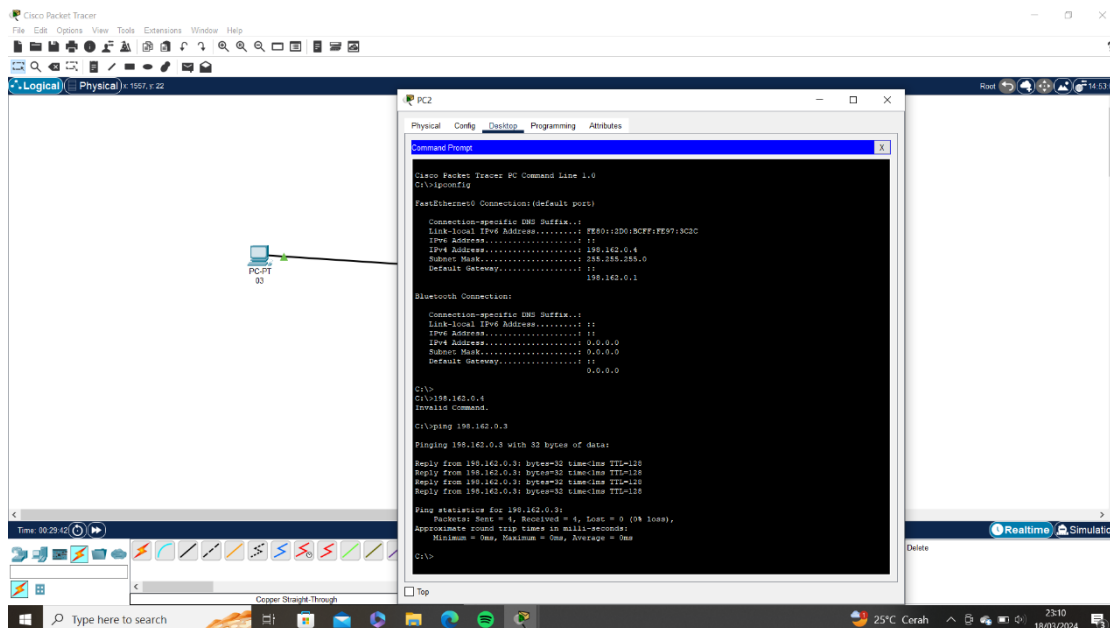 Cisco Packet Tracer
File Edit Options View Tools Extensions Window Help
Logical Physical x: 1557, y: 22
Root 14:53:
PC-PT
03
PC2
Physical Config Desktop Programming Attributes
Command Prompt X
Cisco Packet Tracer PC Command Line 1.0
C:\>ipconfig
FastEthernet0 Connection:(default port)
Connection-specific DNS Suffix..:
Link-local IPv6 Address.........: FE80::2D0:BCFF:FE97:3C2C
IPv6 Address....................: ::
IPv4 Address....................: 198.162.0.4
Subnet Mask.....................: 255.255.255.0
Default Gateway.................: ::
198.162.0.1
Bluetooth Connection:
Connection-specific DNS Suffix..:
Link-local IPv6 Address.........: ::
IPv6 Address....................: ::
IPv4 Address....................: 0.0.0.0
Subnet Mask.....................: 0.0.0.0
Default Gateway.................: ::
0.0.0.0
C:\>
C:\>198.162.0.4
Invalid Command.
C:\>ping 198.162.0.3
Pinging 198.162.0.3 with 32 bytes of data:
Reply from 198.162.0.3: bytes=32 time<1ms TTL=128
Reply from 198.162.0.3: bytes=32 time<1ms TTL=128
Reply from 198.162.0.3: bytes=32 time<1ms TTL=128
Reply from 198.162.0.3: bytes=32 time<1ms TTL=128
Ping statistics for 198.162.0.3:
Packets: Sent = 4, Received = 4, Lost = 0 (0% loss),
Approximate round trip times in milli-seconds:
Minimum = 0ms, Maximum = 0ms, Average = 0ms
C:\>
Top
Time: 00:29:42
Realtime Simulatio
Delete
Copper Straight-Through
Type here to search
25°C Cerah
23:10
18/03/2024
3